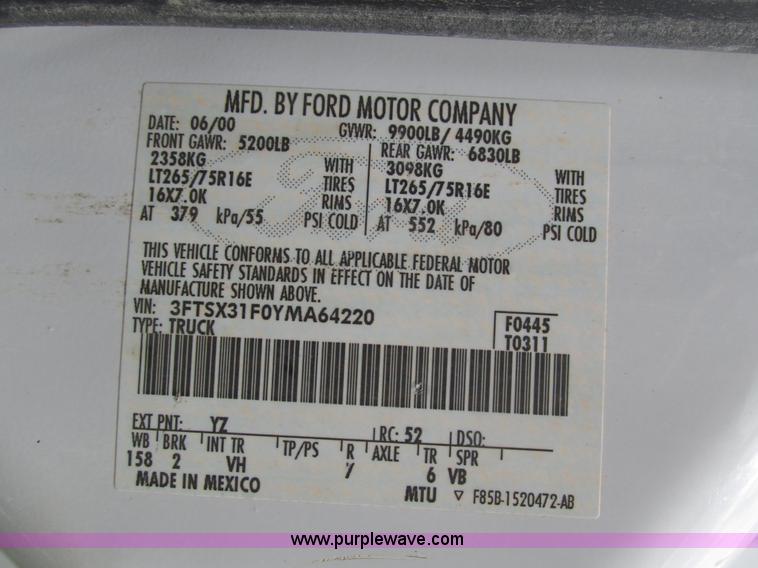 MFD. BY FORD MOTOR COMPANY
DATE: 06/00 GVWR: 9900LB/ 4490KG
FRONT GAWR: 5200LB REAR GAWR: 6830LB
2358KG WITH 3098KG WITH
LT265/75R16E TIRES LT265/75R16E TIRES
16X7.0K RIMS 16X7.0K RIMS
AT 379 kPa/55 PSI COLD AT 552 kPa/80 PSI COLD
THIS VEHICLE CONFORMS TO ALL APPLICABLE FEDERAL MOTOR
VEHICLE SAFETY STANDARDS IN EFFECT ON THE DATE OF
MANUFACTURE SHOWN ABOVE.
VIN: 3FTSX31F0YMA64220 F0445
TYPE: TRUCK T0311
EXT PNT: YZ RC: 52 DSO:
WB BRK INT TR TP/PS R AXLE TR SPR
158 2 VH 7 6 VB
MADE IN MEXICO MTU ▽ F85B-1520472-AB
www.purplewave.com